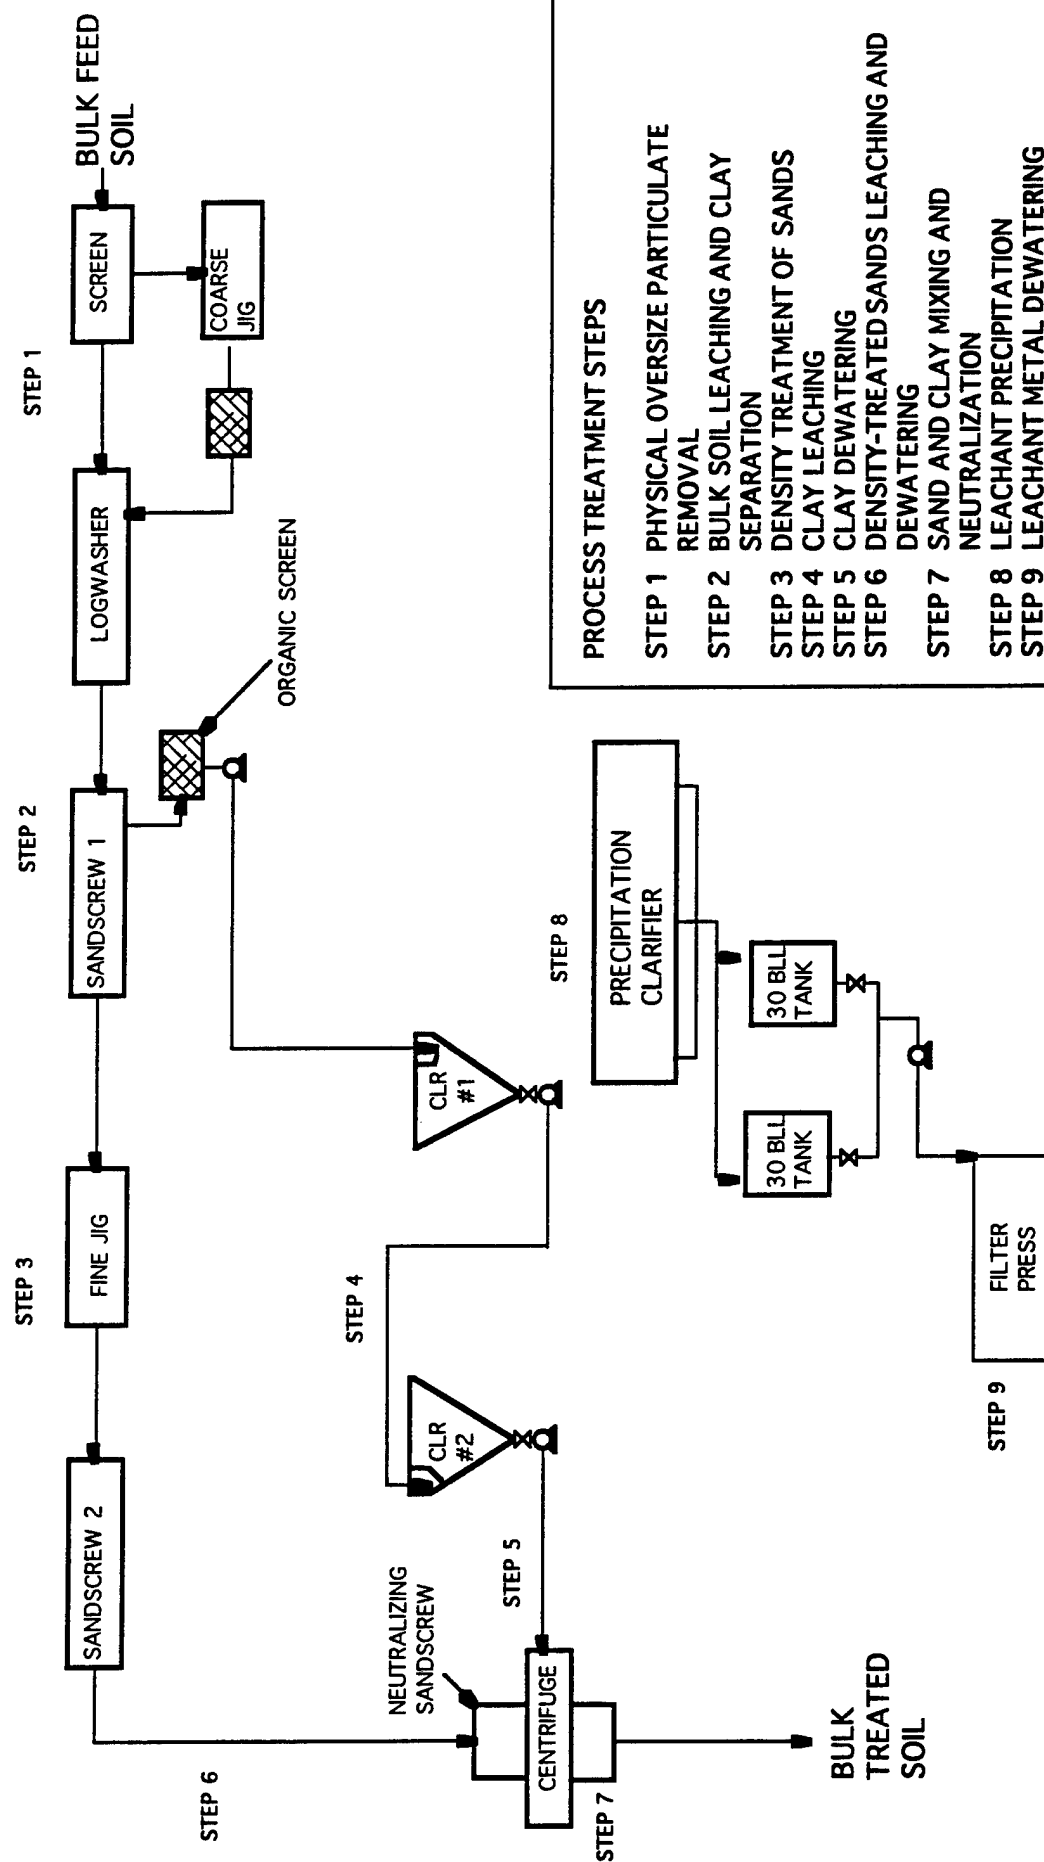 BULK FEED
SOIL
STEP 1
SCREEN
COARSE
JIG
LOGWASHER
ORGANIC SCREEN
STEP 2
SANDSCREW 1
STEP 3
FINE JIG
SANDSCREW 2
CLR
#1
STEP 4
CLR
#2
STEP 5
NEUTRALIZING
SANDSCREW
CENTRIFUGE
STEP 6
STEP 7
BULK
TREATED
SOIL
STEP 8
PRECIPITATION
CLARIFIER
30 BLL
TANK
30 BLL
TANK
FILTER
PRESS
STEP 9
PROCESS TREATMENT STEPS
STEP 1 PHYSICAL OVERSIZE PARTICULATE
REMOVAL
STEP 2 BULK SOIL LEACHING AND CLAY
SEPARATION
STEP 3 DENSITY TREATMENT OF SANDS
STEP 4 CLAY LEACHING
STEP 5 CLAY DEWATERING
STEP 6 DENSITY-TREATED SANDS LEACHING AND
DEWATERING
STEP 7 SAND AND CLAY MIXING AND
NEUTRALIZATION
STEP 8 LEACHANT PRECIPITATION
STEP 9 LEACHANT METAL DEWATERING